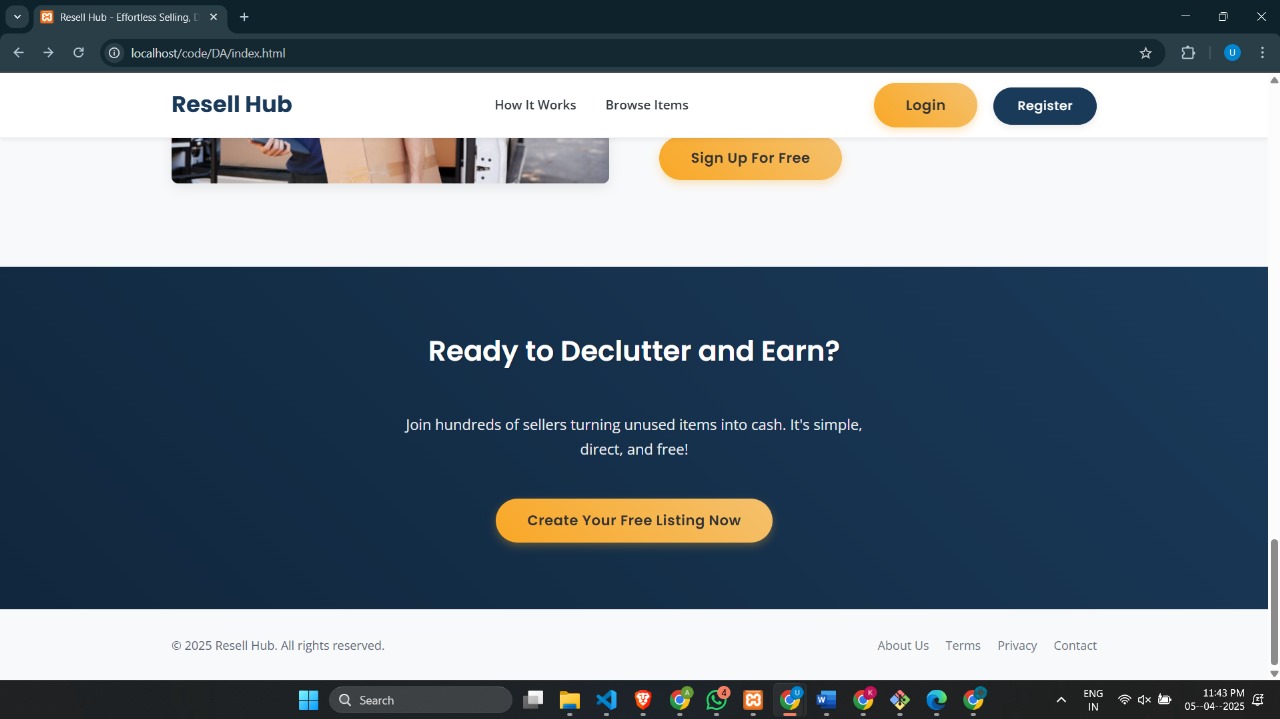 Resell Hub - Effortless Selling, D
localhost/code/DA/index.html
U
Resell Hub
How It Works
Browse Items
Login
Register
Sign Up For Free
Ready to Declutter and Earn?
Join hundreds of sellers turning unused items into cash. It's simple,
direct, and free!
Create Your Free Listing Now
© 2025 Resell Hub. All rights reserved.
About Us
Terms
Privacy
Contact
Search
A
4
U
W
K
ENG
IN
11:43 PM
05--04--2025